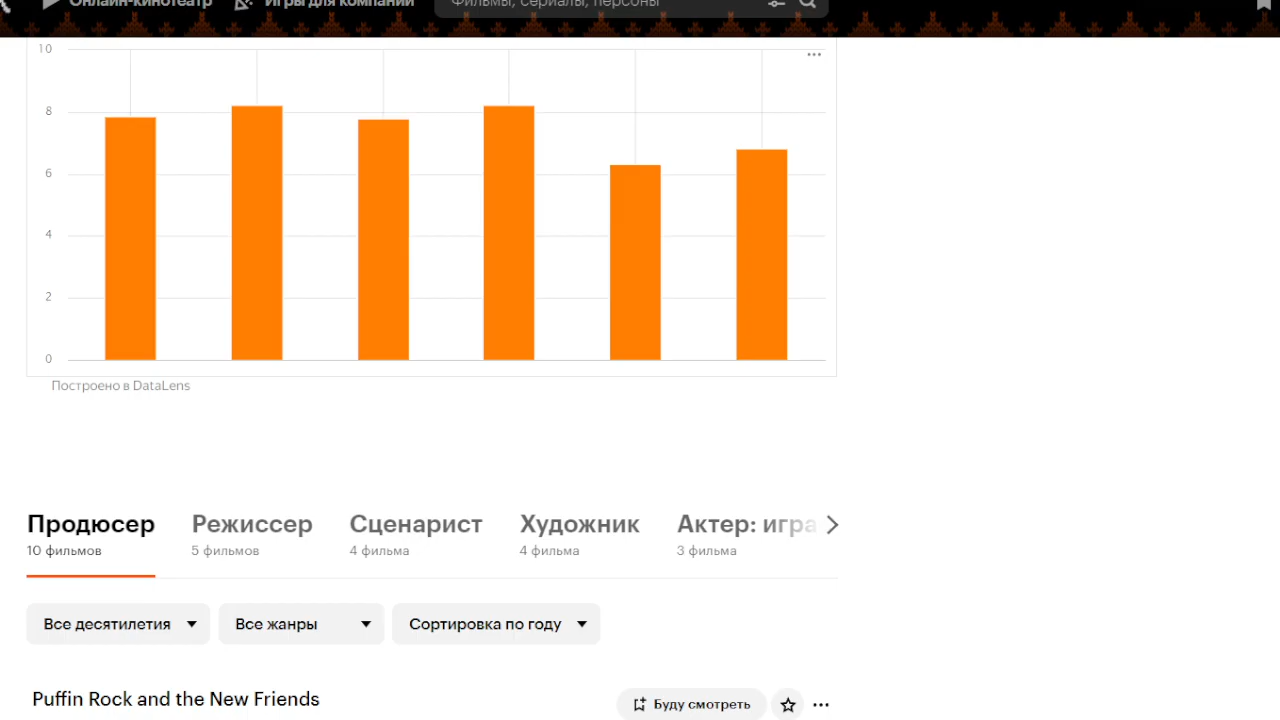 Онлайн-кинотеатр Игры для компании Фильмы, сериалы, персоны
10
8
6
4
2
0
Построено в DataLens
Продюсер Режиссер Сценарист Художник Актер: игра
10 фильмов 5 фильмов 4 фильма 4 фильма 3 фильма
Все десятилетия Все жанры Сортировка по году
Puffin Rock and the New Friends Буду смотреть